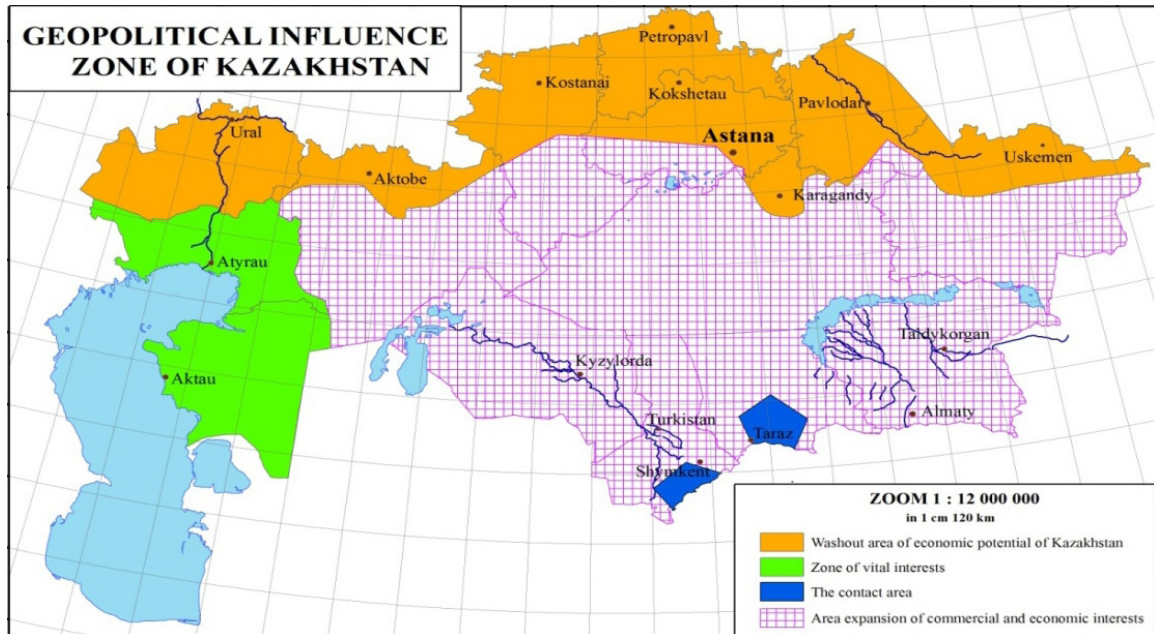 GEOPOLITICAL INFLUENCE
ZONE OF KAZAKHSTAN
Petropavl
Kostanai
Kokshetau
Pavlodar
Ural
Astana
Uskemen
Aktobe
Karagandy
Atyrau
Taldykorgan
Kyzylorda
Aktau
Almaty
Turkistan
Taraz
Shymkent
ZOOM 1 : 12 000 000
in 1 cm 120 km
Washout area of economic potential of Kazakhstan
Zone of vital interests
The contact area
Area expansion of commercial and economic interests